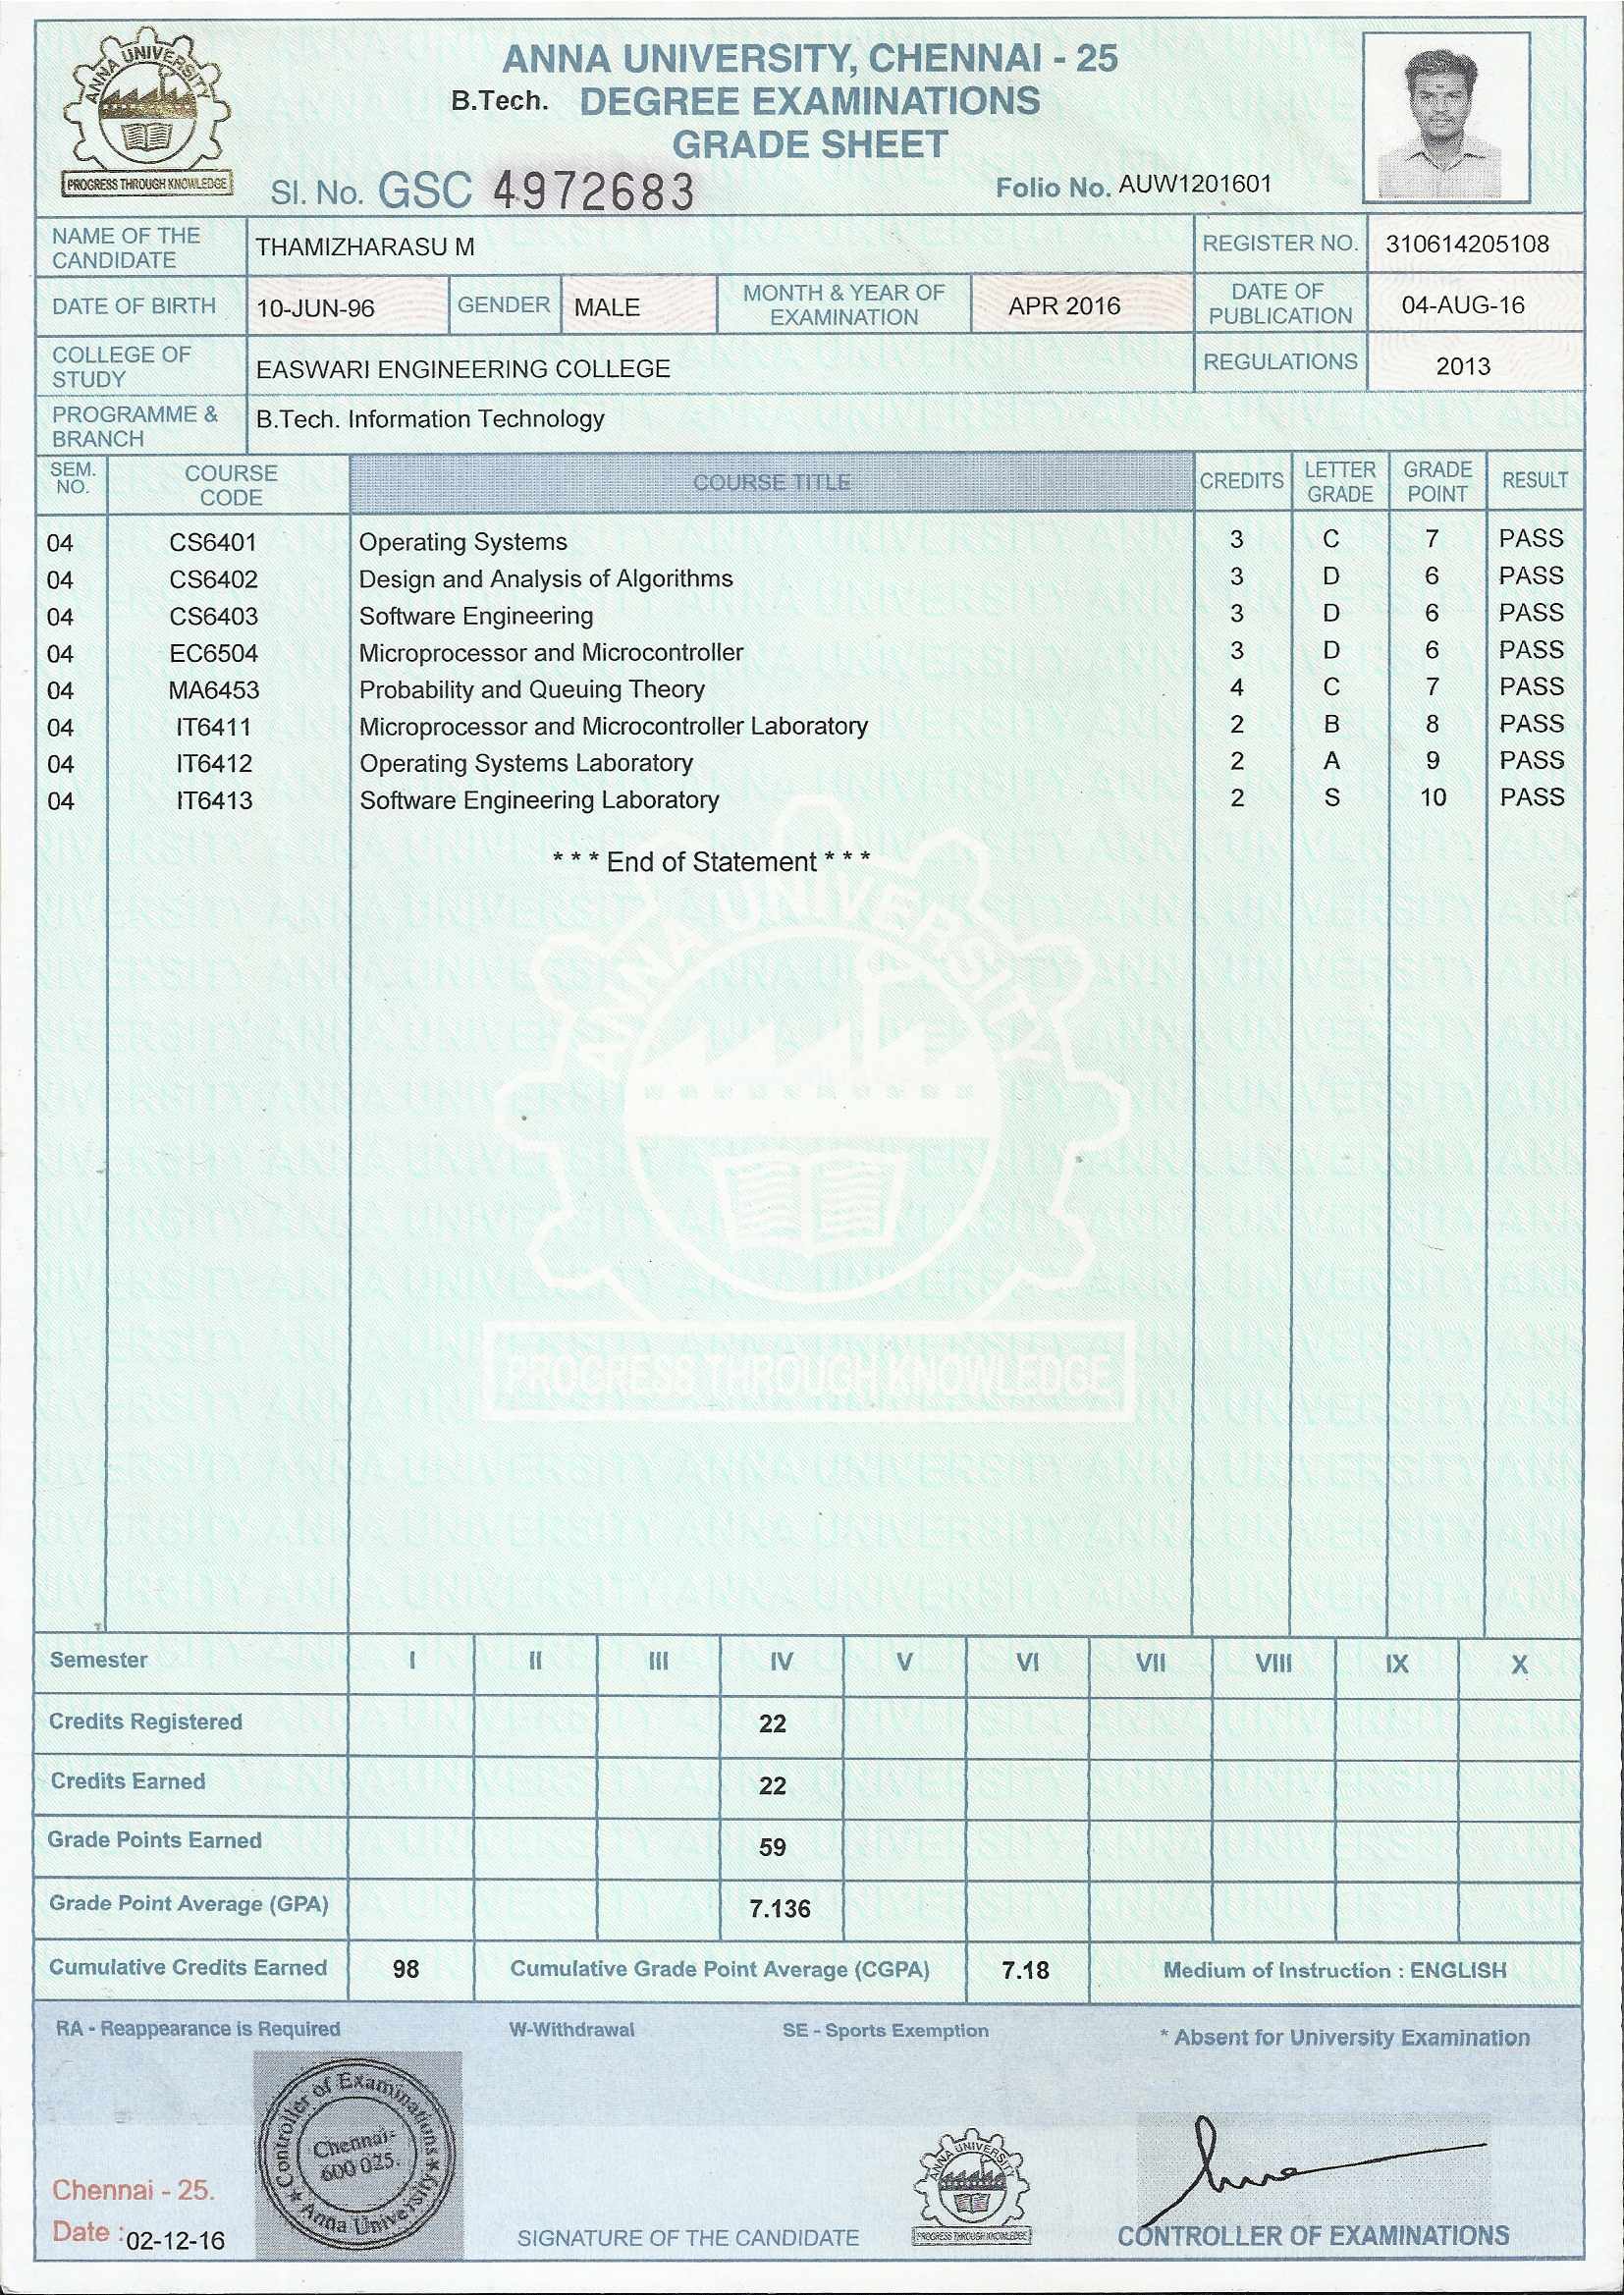 ANNA UNIVERSITY
PROGRESS THROUGH KNOWLEDGE
ANNA UNIVERSITY, CHENNAI - 25
B.Tech. DEGREE EXAMINATIONS
GRADE SHEET
Sl. No. GSC 4972683
Folio No. AUW1201601
NAME OF THE CANDIDATE THAMIZHARASU M REGISTER NO. 310614205108
DATE OF BIRTH 10-JUN-96 GENDER MALE MONTH & YEAR OF EXAMINATION APR 2016 DATE OF PUBLICATION 04-AUG-16
COLLEGE OF STUDY EASWARI ENGINEERING COLLEGE REGULATIONS 2013
PROGRAMME & BRANCH B.Tech. Information Technology
SEM. NO. COURSE CODE COURSE TITLE CREDITS LETTER GRADE GRADE POINT RESULT
04 CS6401 Operating Systems 3 C 7 PASS
04 CS6402 Design and Analysis of Algorithms 3 D 6 PASS
04 CS6403 Software Engineering 3 D 6 PASS
04 EC6504 Microprocessor and Microcontroller 3 D 6 PASS
04 MA6453 Probability and Queuing Theory 4 C 7 PASS
04 IT6411 Microprocessor and Microcontroller Laboratory 2 B 8 PASS
04 IT6412 Operating Systems Laboratory 2 A 9 PASS
04 IT6413 Software Engineering Laboratory 2 S 10 PASS
* * * End of Statement * * *
ANNA UNIVERSITY
PROGRESS THROUGH KNOWLEDGE
Semester I II III IV V VI VII VIII IX X
Credits Registered 22
Credits Earned 22
Grade Points Earned 59
Grade Point Average (GPA) 7.136
Cumulative Credits Earned 98 Cumulative Grade Point Average (CGPA) 7.18 Medium of Instruction : ENGLISH
RA - Reappearance is Required W-Withdrawal SE - Sports Exemption * Absent for University Examination
Controller of Examinations
Chennai-
600 025.
Anna University
Chennai - 25.
Date : 02-12-16
SIGNATURE OF THE CANDIDATE
ANNA UNIVERSITY
PROGRESS THROUGH KNOWLEDGE
CONTROLLER OF EXAMINATIONS